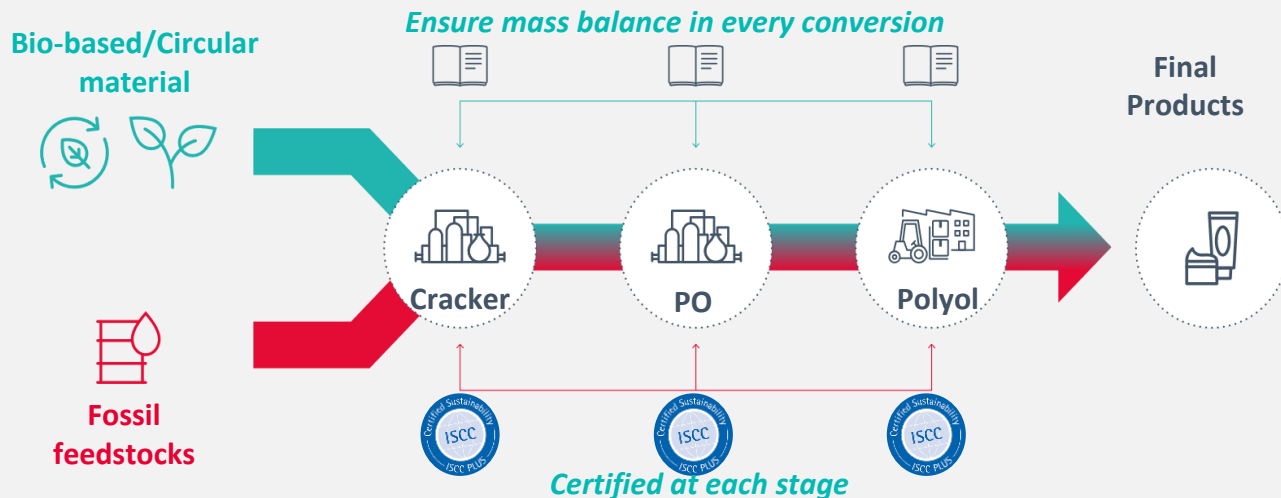 Ensure mass balance in every conversion
Bio-based/Circular
material
Final
Products
Cracker
PO
Polyol
Fossil
feedstocks
Certified Sustainability
ISCC
ISCC PLUS
Certified Sustainability
ISCC
ISCC PLUS
Certified Sustainability
ISCC
ISCC PLUS
Certified at each stage